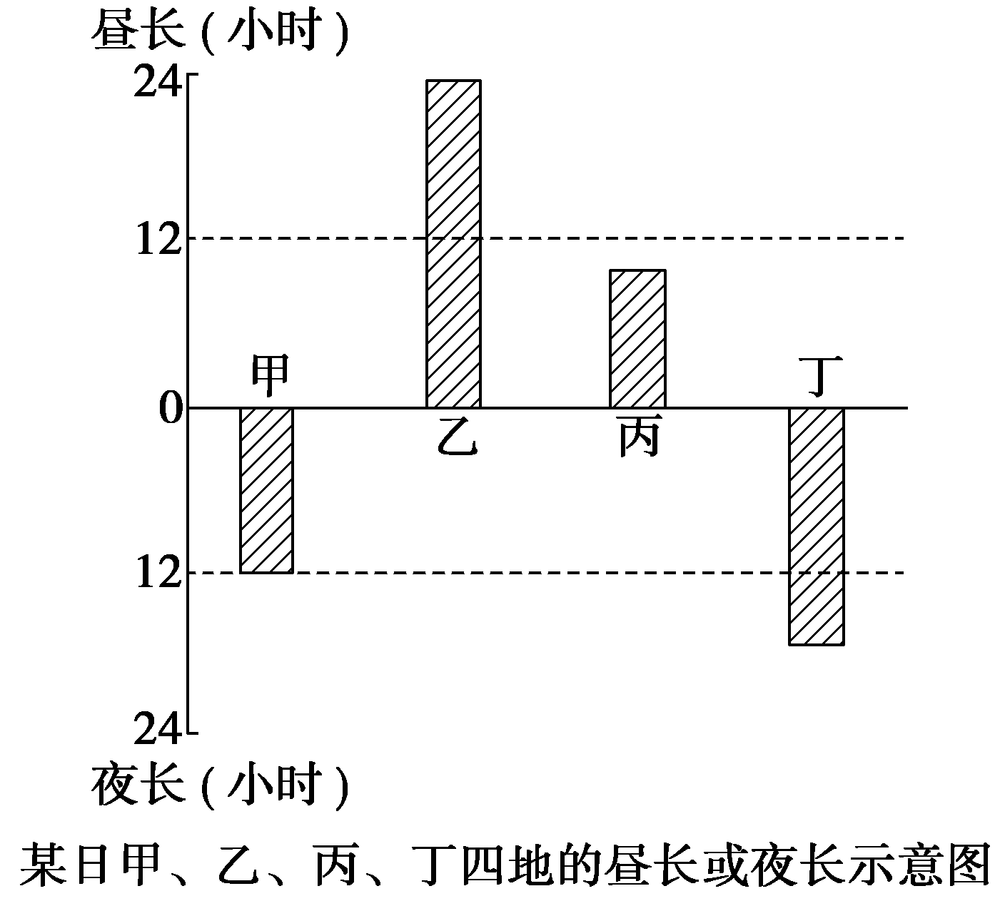 昼长(小时)
24
12
甲
丁
0
乙
丙
12
24
夜长(小时)
某日甲、乙、丙、丁四地的昼长或夜长示意图